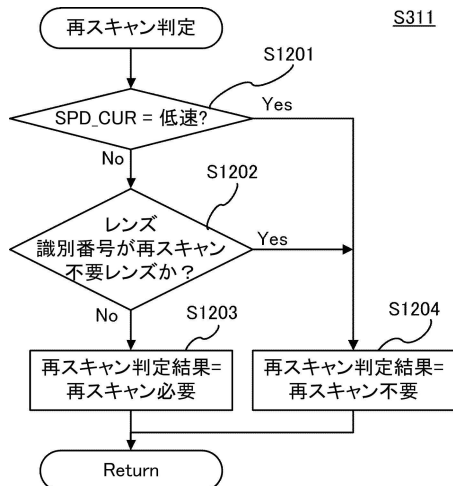 再スキャン判定
S311
S1201
SPD_CUR = 低速?
Yes
No
S1202
レンズ
識別番号が再スキャン
不要レンズか？
Yes
No
S1203
再スキャン判定結果=
再スキャン必要
S1204
再スキャン判定結果=
再スキャン不要
Return